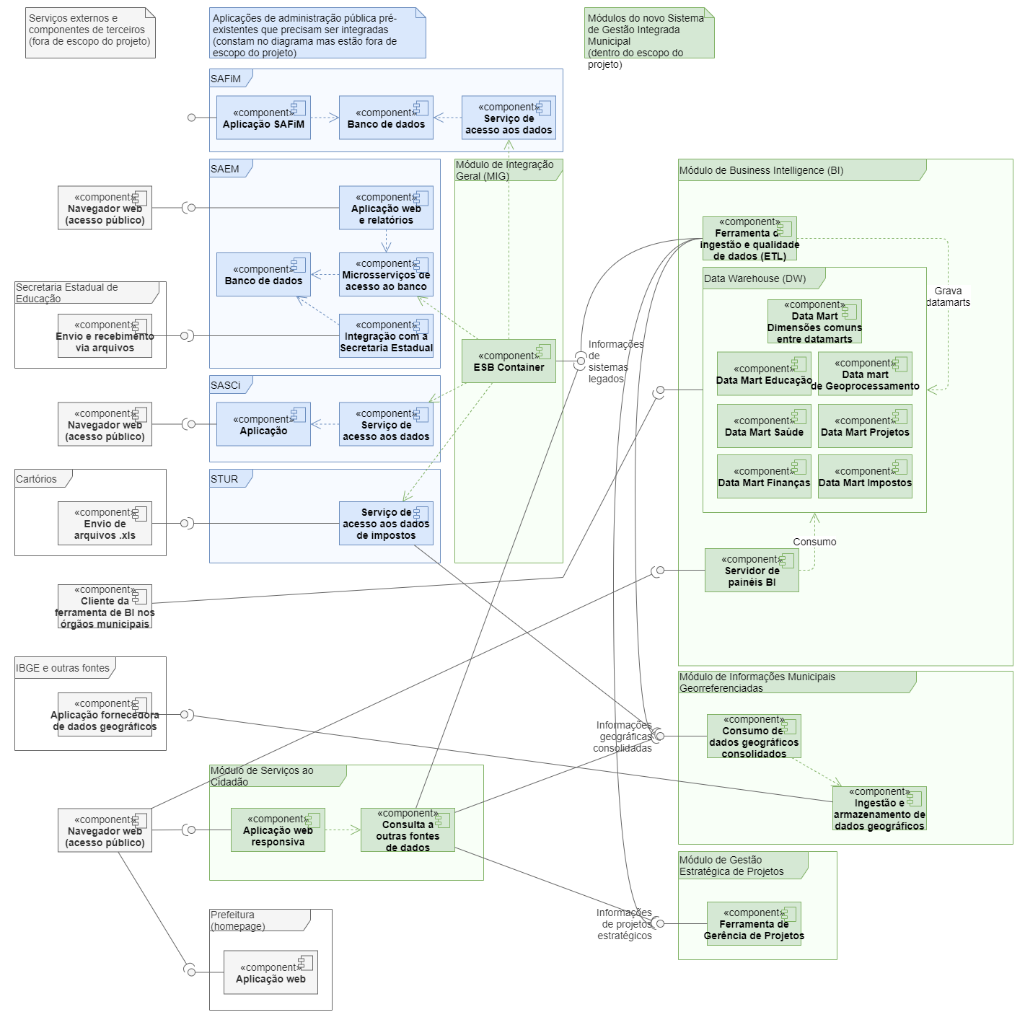 Serviços externos e
componentes de terceiros
(fora de escopo do projeto)
Aplicações de administração pública pré-
existentes que precisam ser integradas
(constam no diagrama mas estão fora de
escopo do projeto)
Módulos do novo Sistema
de Gestão Integrada
Municipal
(dentro do escopo do
projeto)
SAFiM
«component»
Aplicação SAFiM
«component»
Banco de dados
«component»
Serviço de
acesso aos dados
SAEM
«component»
Navegador web
(acesso público)
«component»
Aplicação web
e relatórios
«component»
Banco de dados
«component»
Microsserviços de
acesso ao banco
«component»
Integração com a
Secretaria Estadual
Secretaria Estadual de
Educação
«component»
Envio e recebimento
via arquivos
Módulo de Integração
Geral (MIG)
«component»
ESB Container
Informações
de
sistemas
legados
SASCi
«component»
Navegador web
(acesso público)
«component»
Aplicação
«component»
Serviço de
acesso aos dados
Cartórios
«component»
Envio de
arquivos .xls
STUR
«component»
Serviço de
acesso aos dados
de impostos
«component»
Cliente da
ferramenta de BI nos
órgãos municipais
Módulo de Business Intelligence (BI)
«component»
Ferramenta de
ingestão e qualidade
de dados (ETL)
Grava
datamarts
Data Warehouse (DW)
«component»
Data Mart
Dimensões comuns
entre datamarts
«component»
Data Mart Educação
«component»
Data mart
de Geoprocessamento
«component»
Data Mart Saúde
«component»
Data Mart Projetos
«component»
Data Mart Finanças
«component»
Data Mart Impostos
Consumo
«component»
Servidor de
painéis BI
IBGE e outras fontes
«component»
Aplicação fornecedora
de dados geográficos
Módulo de Informações Municipais
Georreferenciadas
Informações
geográficas
consolidadas
«component»
Consumo de
dados geográficos
consolidados
«component»
Ingestão e
armazenamento de
dados geográficos
Módulo de Serviços ao
Cidadão
«component»
Navegador web
(acesso público)
«component»
Aplicação web
responsiva
«component»
Consulta a
outras fontes
de dados
Módulo de Gestão
Estratégica de Projetos
Informações
de projetos
estratégicos
«component»
Ferramenta de
Gerência de Projetos
Prefeitura
(homepage)
«component»
Aplicação web